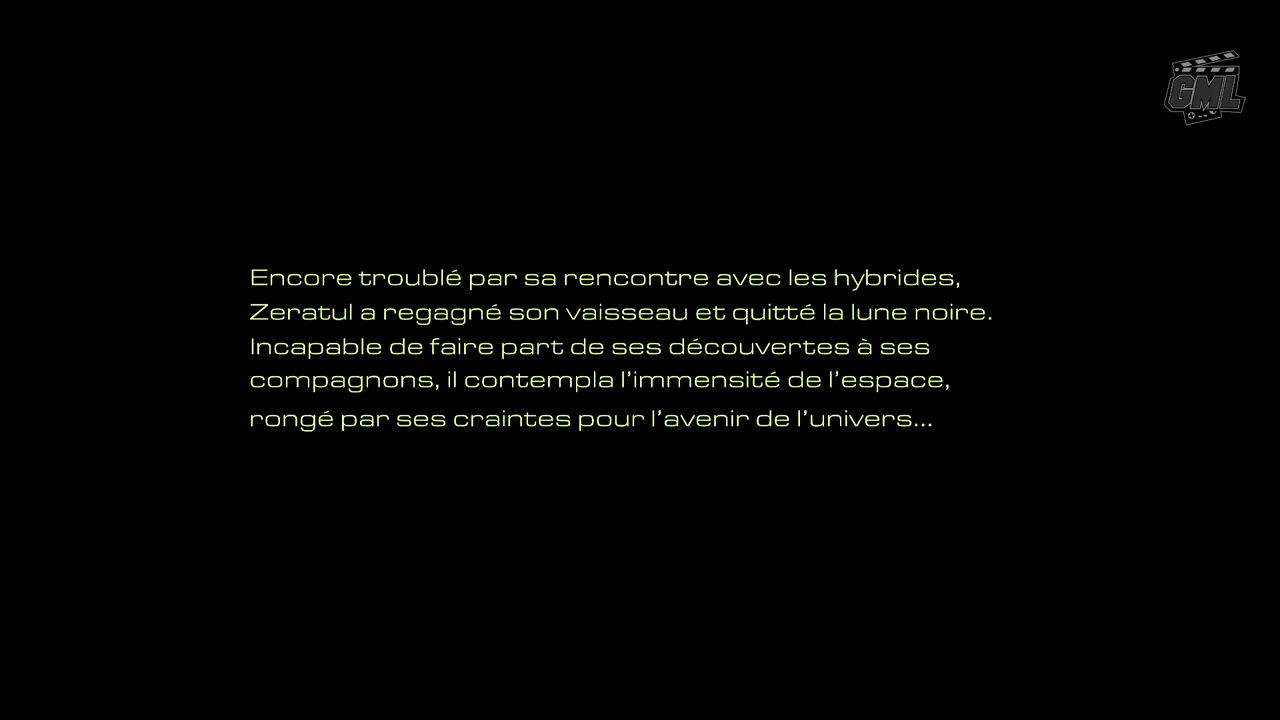 GML
Encore troublé par sa rencontre avec les hybrides,
Zeratul a regagné son vaisseau et quitté la lune noire.
Incapable de faire part de ses découvertes à ses
compagnons, il contempla l’immensité de l’espace,
rongé par ses craintes pour l’avenir de l’univers...